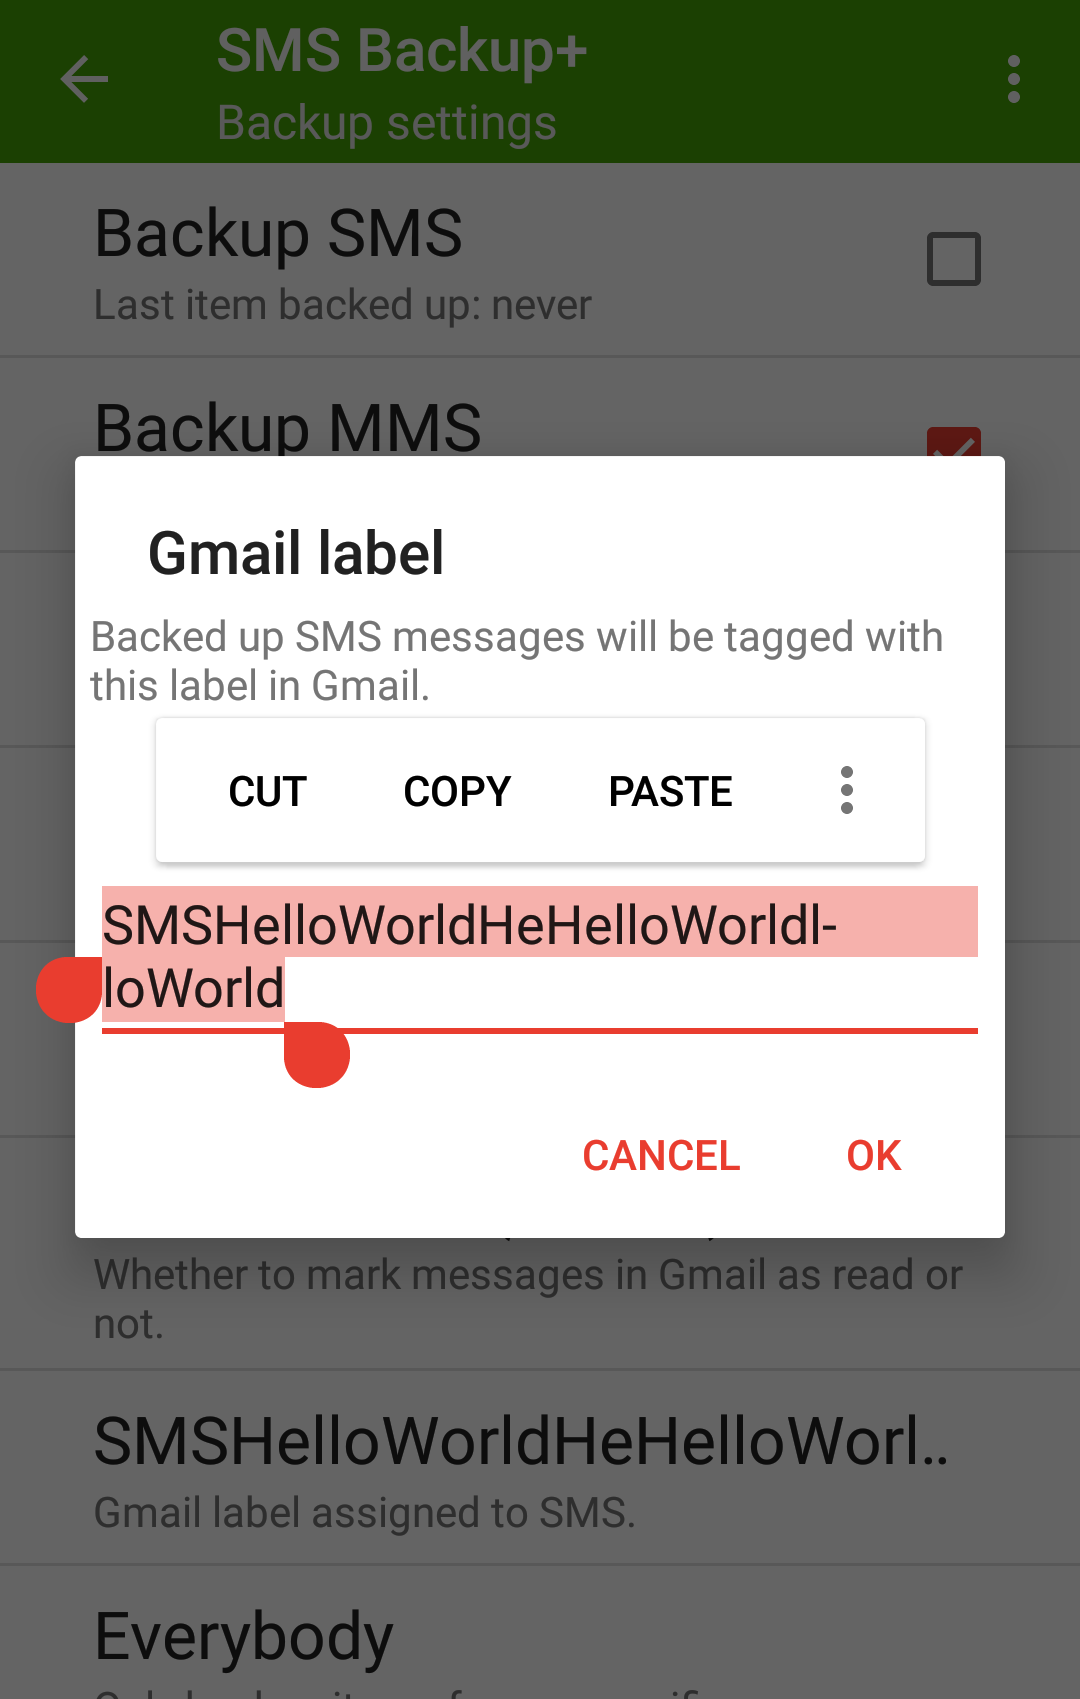 SMS Backup+
Backup settings
Backup SMS
Last item backed up: never
Backup MMS
Gmail label
Backed up SMS messages will be tagged with
this label in Gmail.
CUT COPY PASTE
SMSHelloWorldHeHelloWorldl-
loWorld
CANCEL OK
Whether to mark messages in Gmail as read or
not.
SMSHelloWorldHeHelloWorl..
Gmail label assigned to SMS.
Everybody